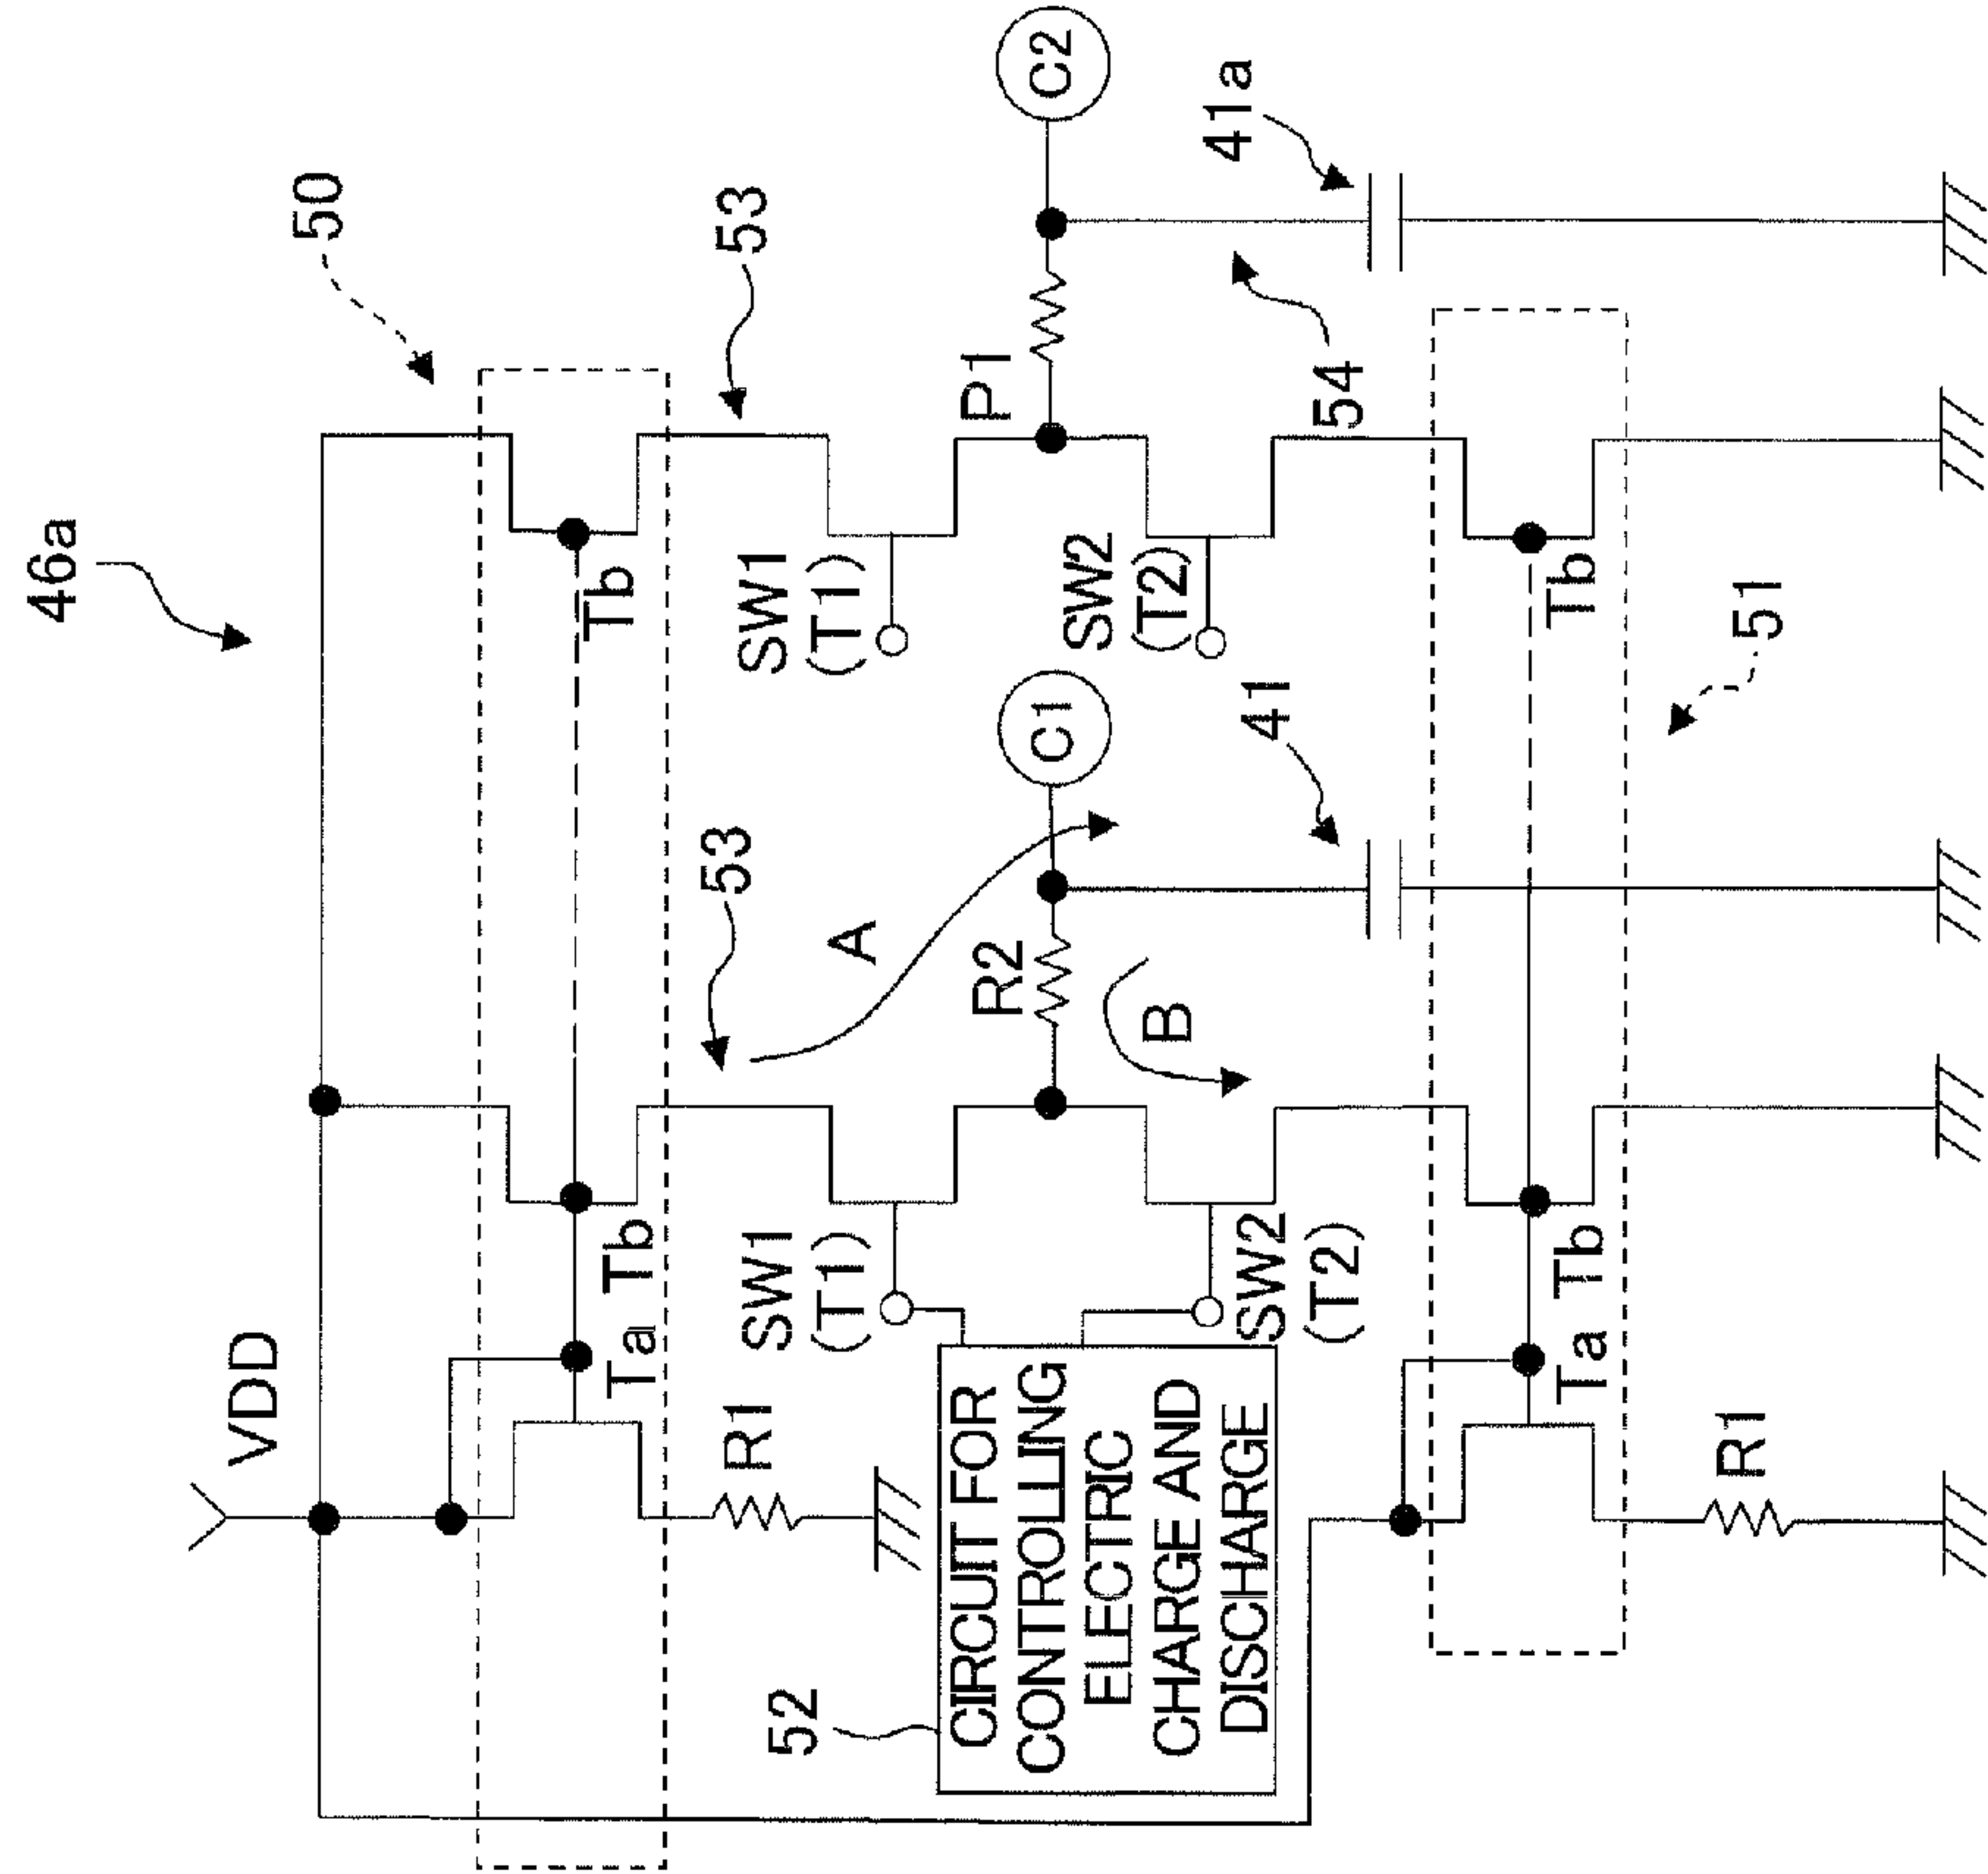 46a
50
53
C2
41a
P1
54
Tb
SW1
(T1)
SW2
(T2)
Tb
51
C1
41
53
A
R2
B
VDD
Ta
Tb
R1
SW1
(T1)
SW2
(T2)
Ta
Tb
R1
52
CIRCUIT FOR
CONTROLLING
ELECTRIC
CHARGE AND
DISCHARGE